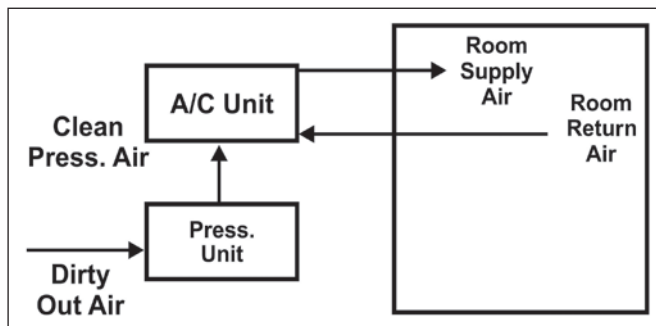 Room
Supply
Air
A/C Unit
Room
Return
Air
Clean
Press. Air
Press.
Unit
Dirty
Out Air